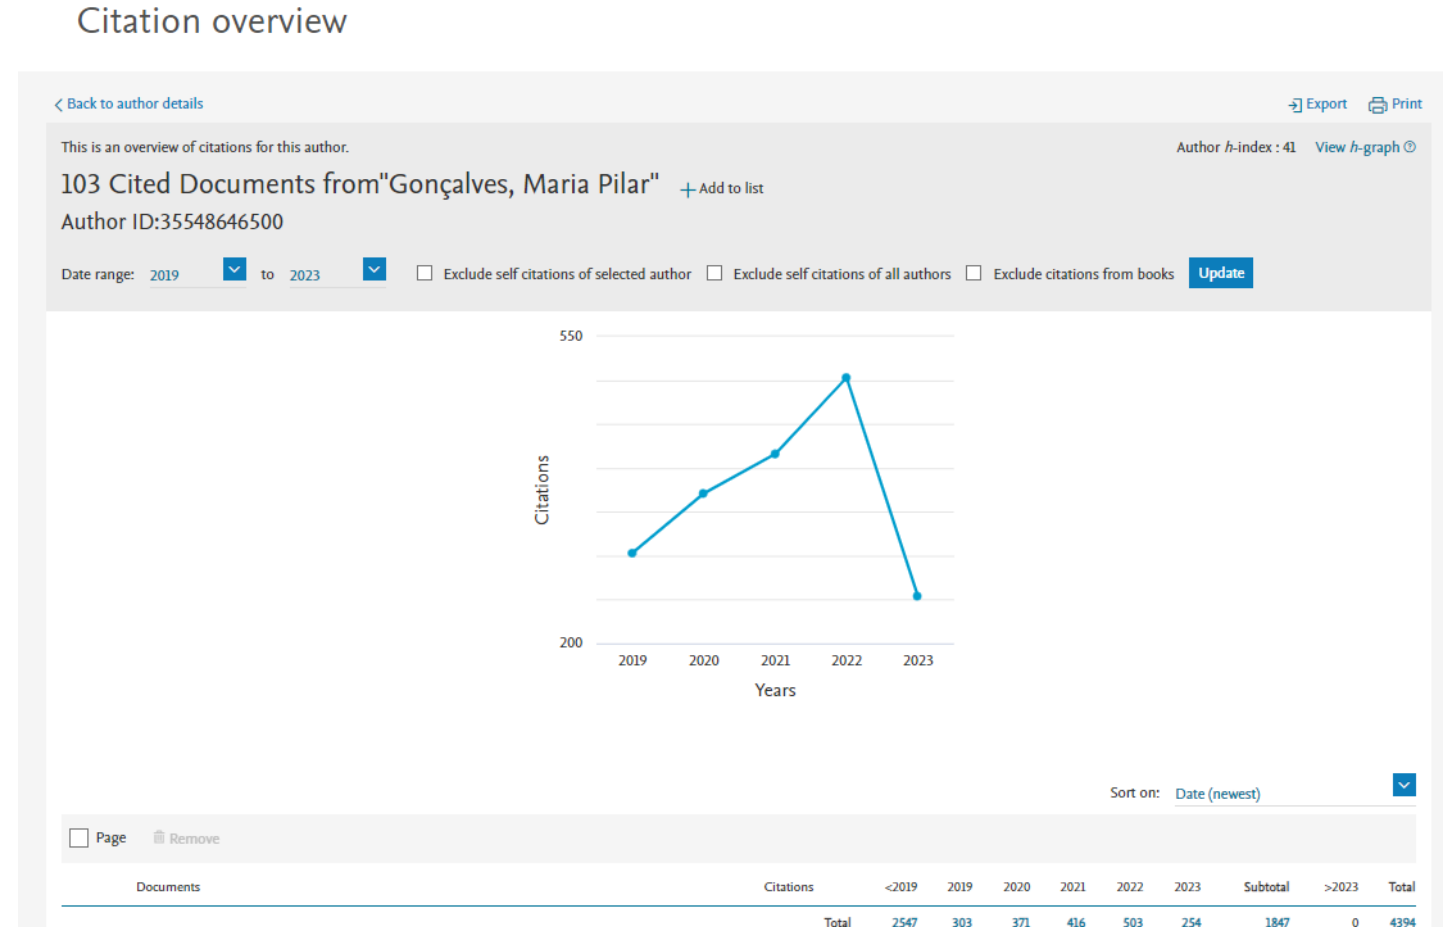 Citation overview
Back to author details
Export Print
This is an overview of citations for this author.
Author h-index : 41 View h-graph
103 Cited Documents from"Gonçalves, Maria Pilar" Add to list
Author ID:35548646500
Date range: 2019 to 2023 Exclude self citations of selected author Exclude self citations of all authors Exclude citations from books Update
550
Citations
200
2019 2020 2021 2022 2023
Years
Sort on: Date (newest)
Page Remove
Documents Citations <2019 2019 2020 2021 2022 2023 Subtotal >2023 Total
Total 2547 303 371 416 503 254 1847 0 4394